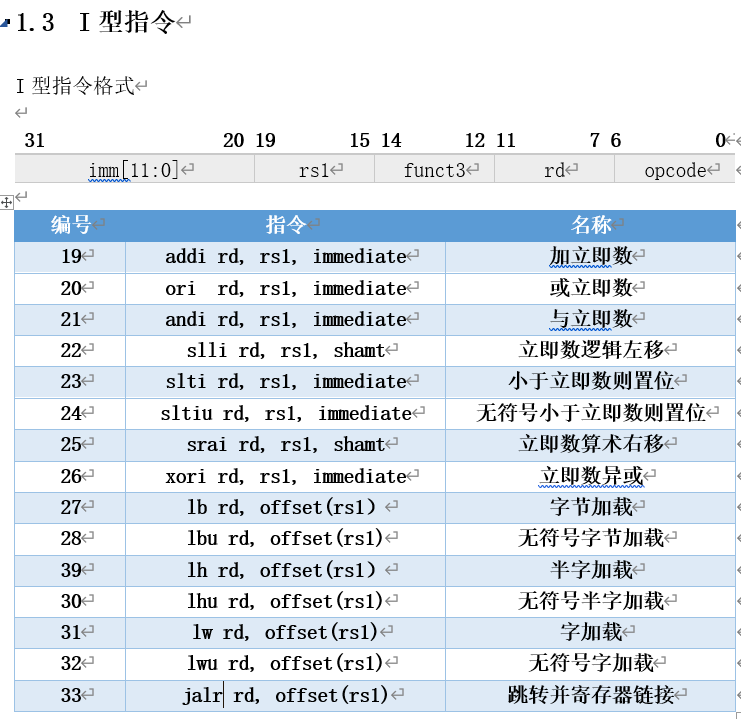 1.3 I 型指令
I 型指令格式
31 20 19 15 14 12 11 7 6 0
imm[11:0] rs1 funct3 rd opcode
编号 指令 名称
19 addi rd, rs1, immediate 加立即数
20 ori rd, rs1, immediate 或立即数
21 andi rd, rs1, immediate 与立即数
22 slli rd, rs1, shamt 立即数逻辑左移
23 slti rd, rs1, immediate 小于立即数则置位
24 sltiu rd, rs1, immediate 无符号小于立即数则置位
25 srai rd, rs1, shamt 立即数算术右移
26 xori rd, rs1, immediate 立即数异或
27 lb rd, offset(rs1) 字节加载
28 lbu rd, offset(rs1) 无符号字节加载
39 lh rd, offset(rs1) 半字加载
30 lhu rd, offset(rs1) 无符号半字加载
31 lw rd, offset(rs1) 字加载
32 lwu rd, offset(rs1) 无符号字加载
33 jalr rd, offset(rs1) 跳转并寄存器链接